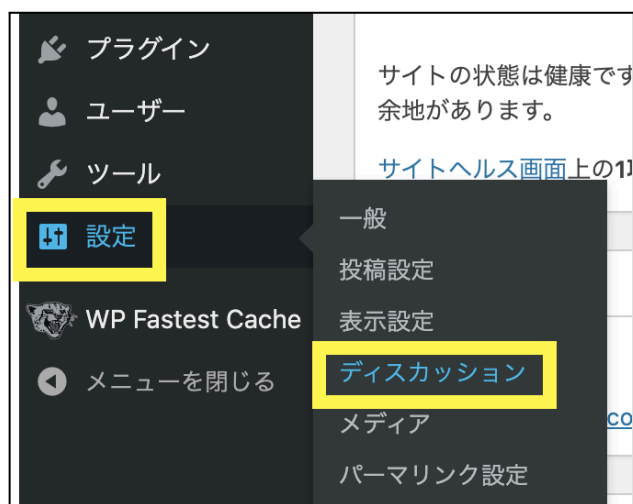 プラグイン
ユーザー
ツール
設定
WP Fastest Cache
メニューを閉じる
一般
投稿設定
表示設定
ディスカッション
メディア
パーマリンク設定
サイトの状態は健康です
余地があります。
サイトヘルス画面上の1
co